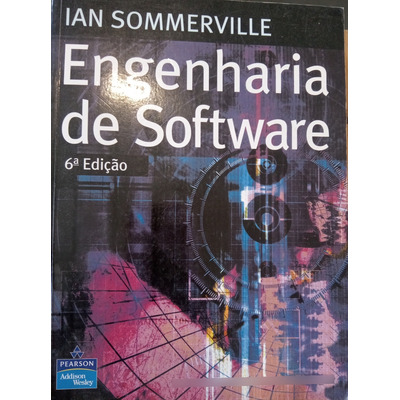 IAN SOMMERVILLE
Engenharia
de Software
6ª Edição
PEARSON
Addison
Wesley